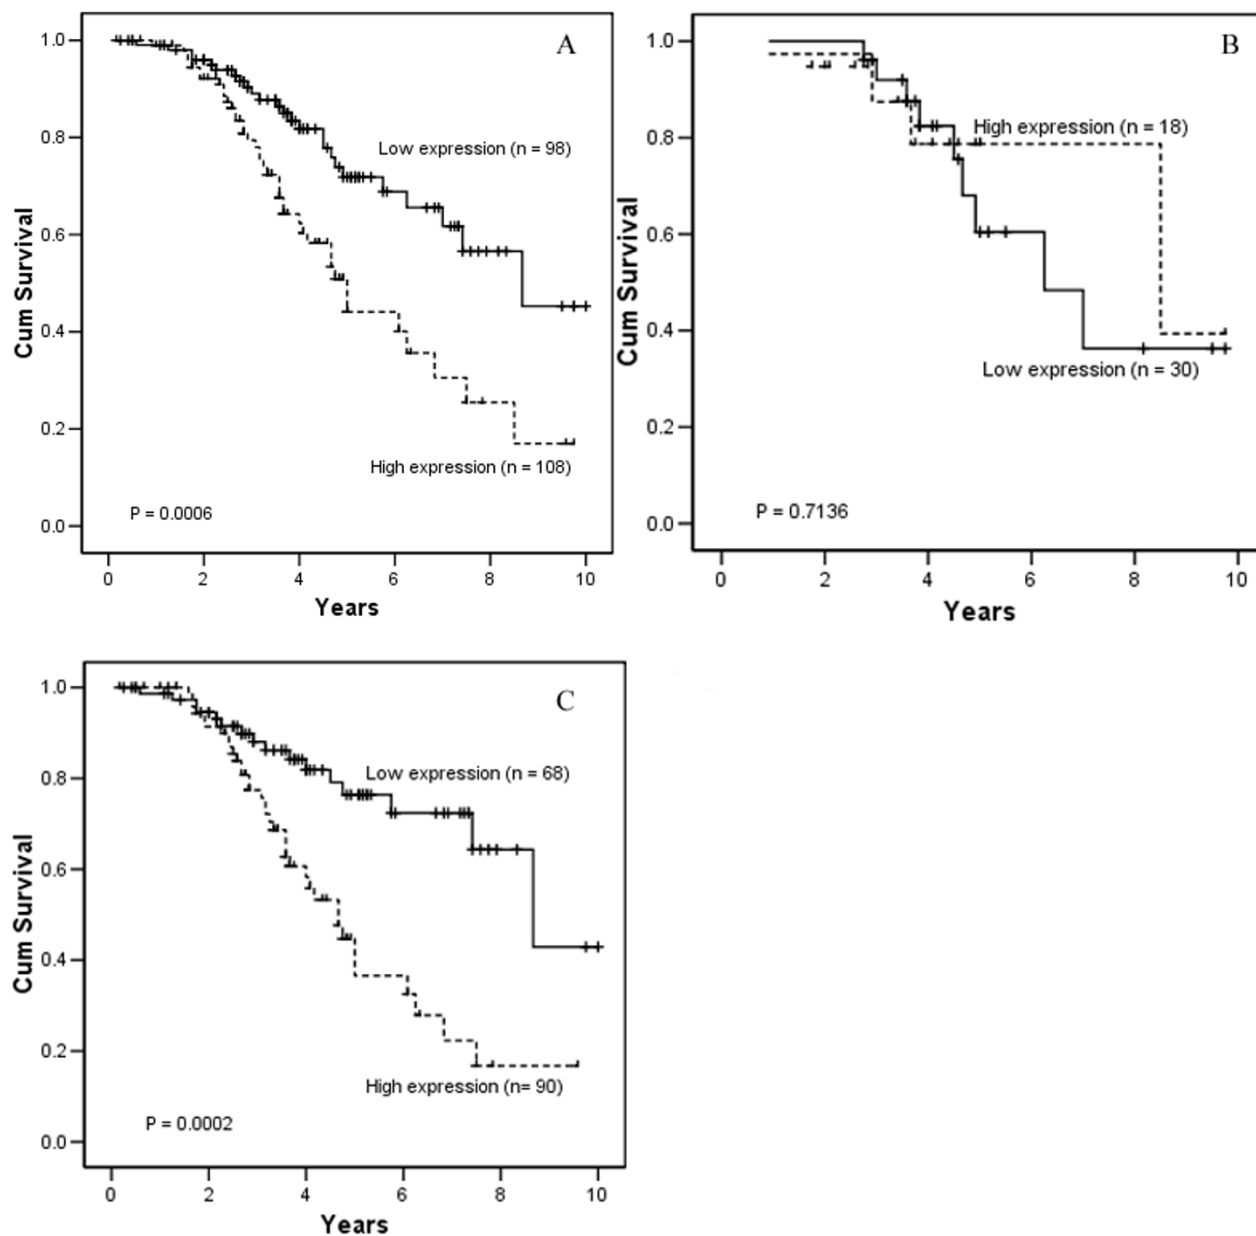 A
1.0
0.8
0.6
0.4
0.2
0.0
Cum Survival
Low expression (n = 98)
High expression (n = 108)
P = 0.0006
0 2 4 6 8 10
Years
B
1.0
0.8
0.6
0.4
0.2
0.0
Cum Survival
High expression (n = 18)
Low expression (n = 30)
P = 0.7136
0 2 4 6 8 10
Years
C
1.0
0.8
0.6
0.4
0.2
0.0
Cum Survival
Low expression (n = 68)
High expression (n= 90)
P = 0.0002
0 2 4 6 8 10
Years